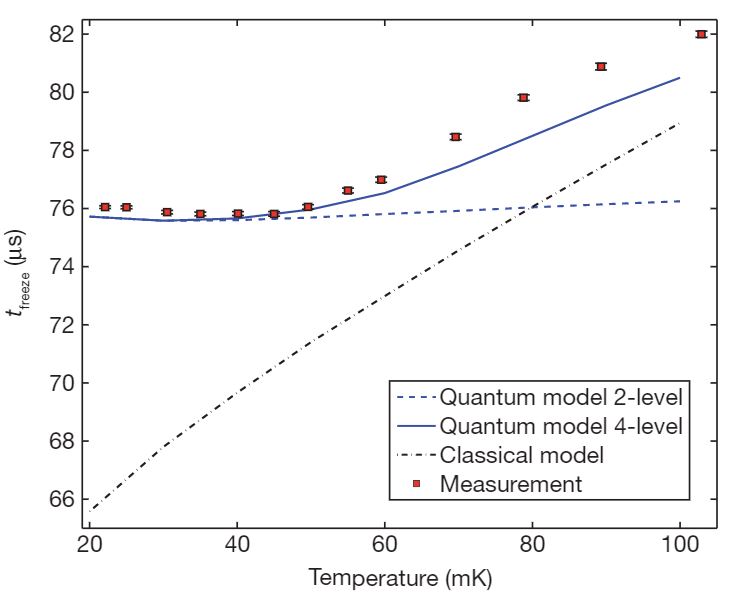 82
80
78
76
74
72
70
68
66
t freeze (μs)
20 40 60 80 100
Temperature (mK)
Quantum model 2-level
Quantum model 4-level
Classical model
Measurement